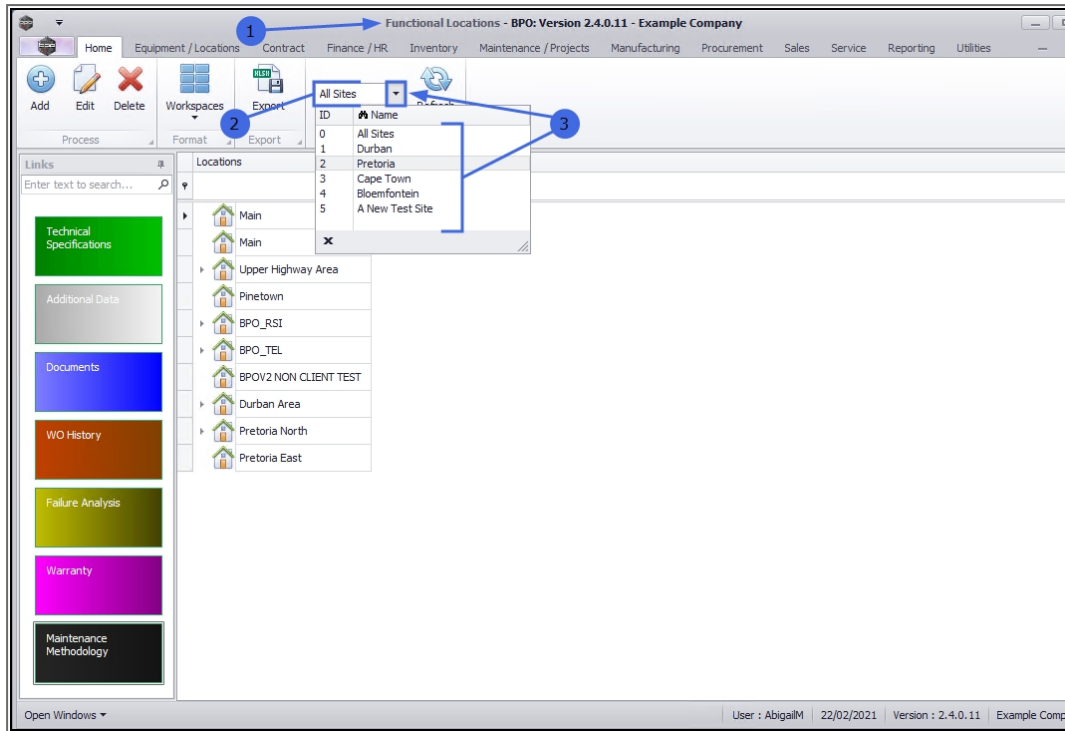 Functional Locations - BPO: Version 2.4.0.11 - Example Company
1
Home Equipment / Locations Contract Finance / HR Inventory Maintenance / Projects Manufacturing Procurement Sales Service Reporting Utilities
XLSX
Add Edit Delete Workspaces Export All Sites Refresh
2
3
Process Format Export
ID Name
0 All Sites
1 Durban
2 Pretoria
3 Cape Town
4 Bloemfontein
5 A New Test Site
Links
Enter text to search...
Technical
Specifications
Additional Data
Documents
WO History
Failure Analysis
Warranty
Maintenance
Methodology
Locations
Main
Main
Upper Highway Area
Pinetown
BPO_RSI
BPO_TEL
BPOV2 NON CLIENT TEST
Durban Area
Pretoria North
Pretoria East
Open Windows User : AbigailM 22/02/2021 Version : 2.4.0.11 Example Comp